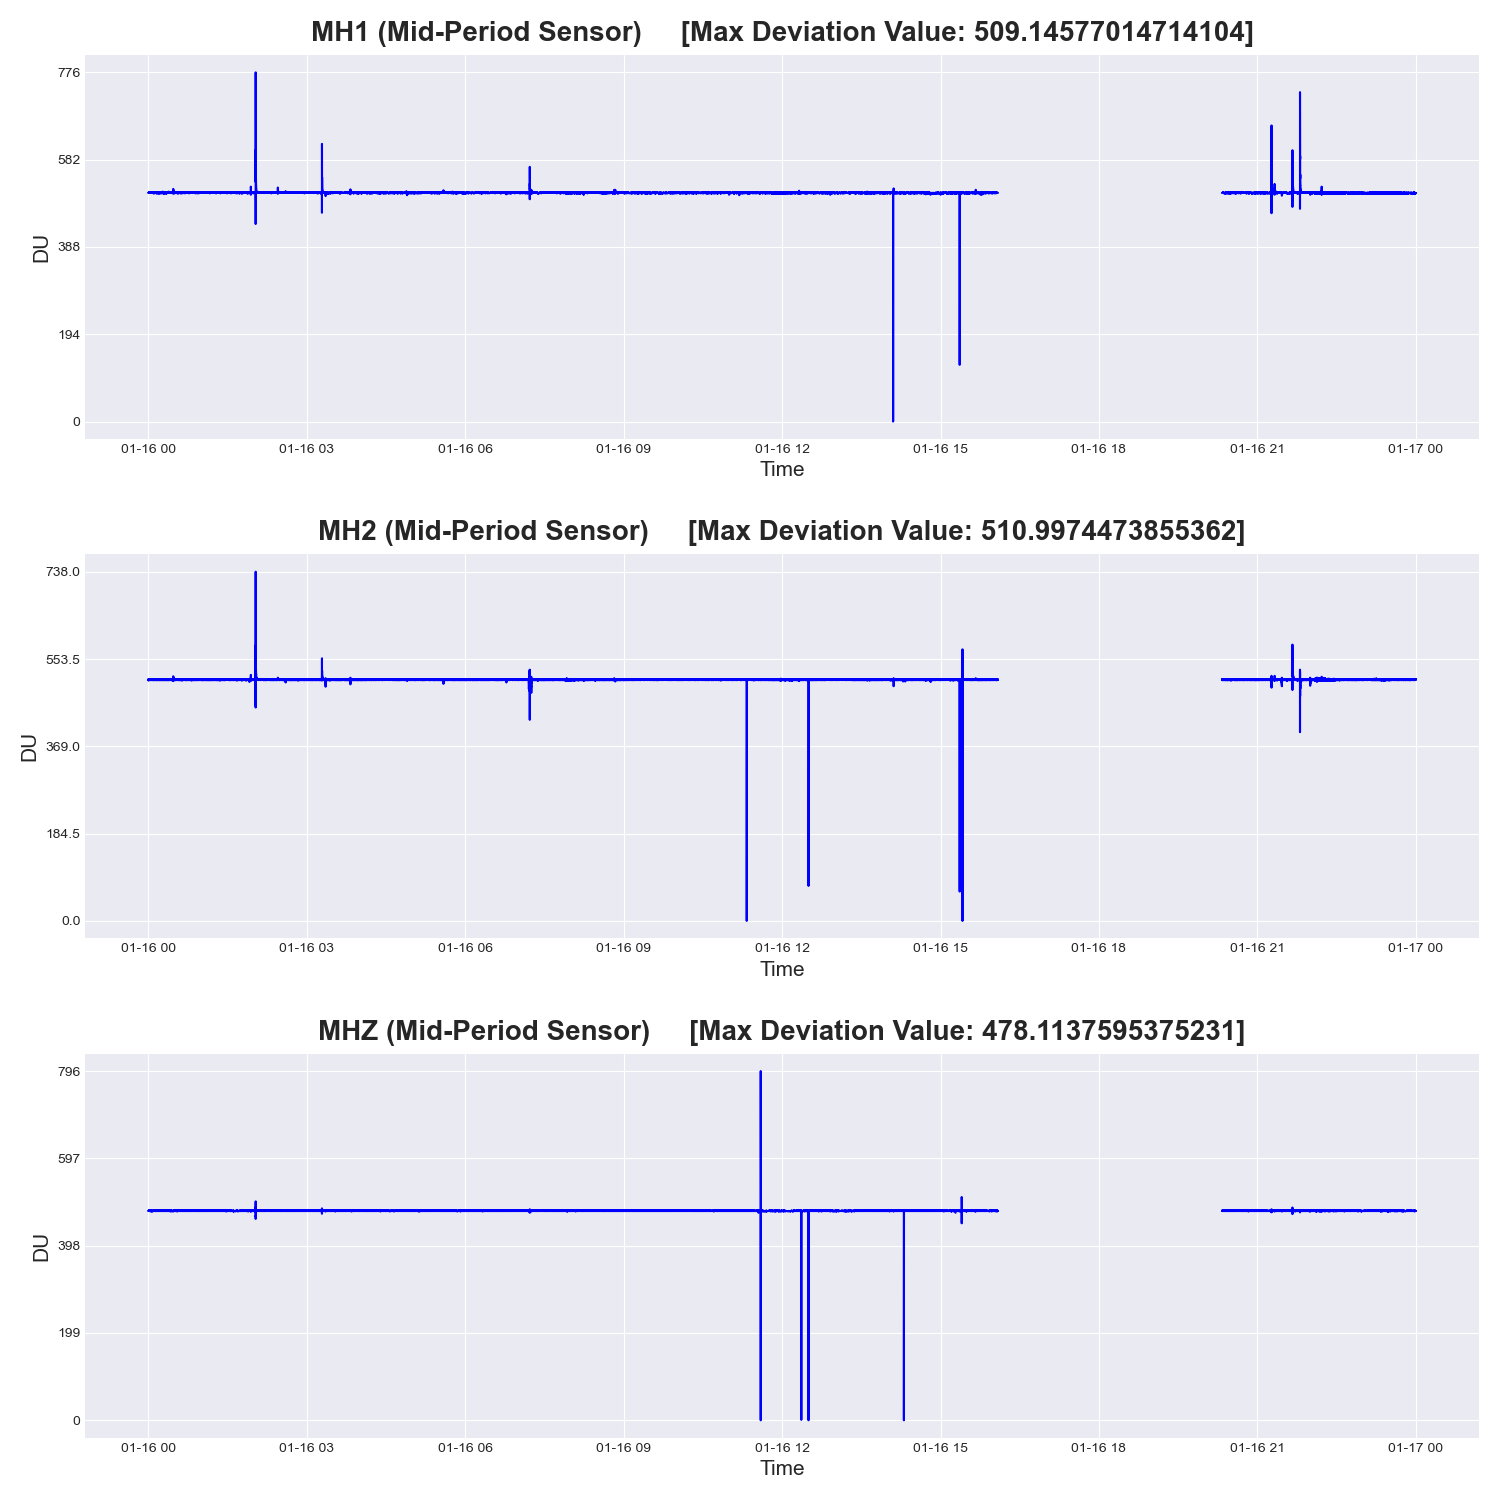 MH1 (Mid-Period Sensor) [Max Deviation Value: 509.14577014714104]
776
582
388
194
0
DU
01-16 00 01-16 03 01-16 06 01-16 09 01-16 12 01-16 15 01-16 18 01-16 21 01-17 00
Time
MH2 (Mid-Period Sensor) [Max Deviation Value: 510.9974473855362]
738.0
553.5
369.0
184.5
0.0
DU
01-16 00 01-16 03 01-16 06 01-16 09 01-16 12 01-16 15 01-16 18 01-16 21 01-17 00
Time
MHZ (Mid-Period Sensor) [Max Deviation Value: 478.1137595375231]
796
597
398
199
0
DU
01-16 00 01-16 03 01-16 06 01-16 09 01-16 12 01-16 15 01-16 18 01-16 21 01-17 00
Time